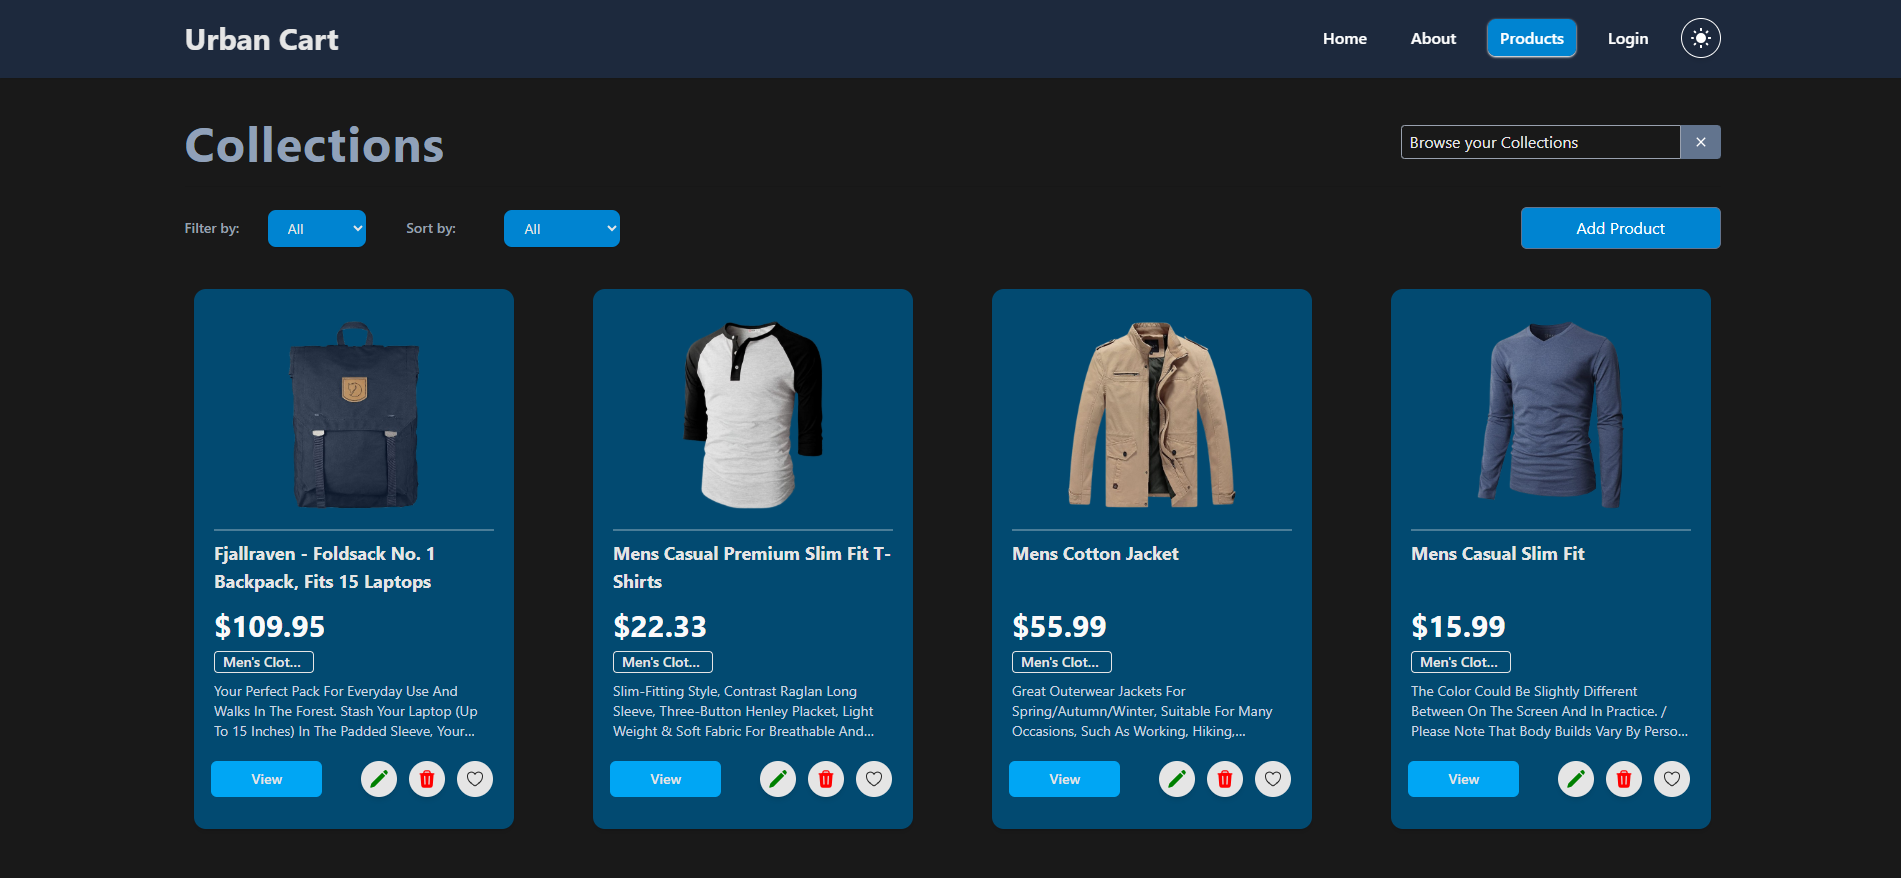 Urban Cart
Home
About
Products
Login
Collections
Browse your Collections
×
Filter by:
All
Sort by:
All
Add Product
Fjallraven - Foldsack No. 1
Backpack, Fits 15 Laptops
$109.95
Men's Clot...
Your Perfect Pack For Everyday Use And
Walks In The Forest. Stash Your Laptop (Up
To 15 Inches) In The Padded Sleeve, Your...
View
Mens Casual Premium Slim Fit T-
Shirts
$22.33
Men's Clot...
Slim-Fitting Style, Contrast Raglan Long
Sleeve, Three-Button Henley Placket, Light
Weight & Soft Fabric For Breathable And...
View
Mens Cotton Jacket
$55.99
Men's Clot...
Great Outerwear Jackets For
Spring/Autumn/Winter, Suitable For Many
Occasions, Such As Working, Hiking,...
View
Mens Casual Slim Fit
$15.99
Men's Clot...
The Color Could Be Slightly Different
Between On The Screen And In Practice. /
Please Note That Body Builds Vary By Perso...
View